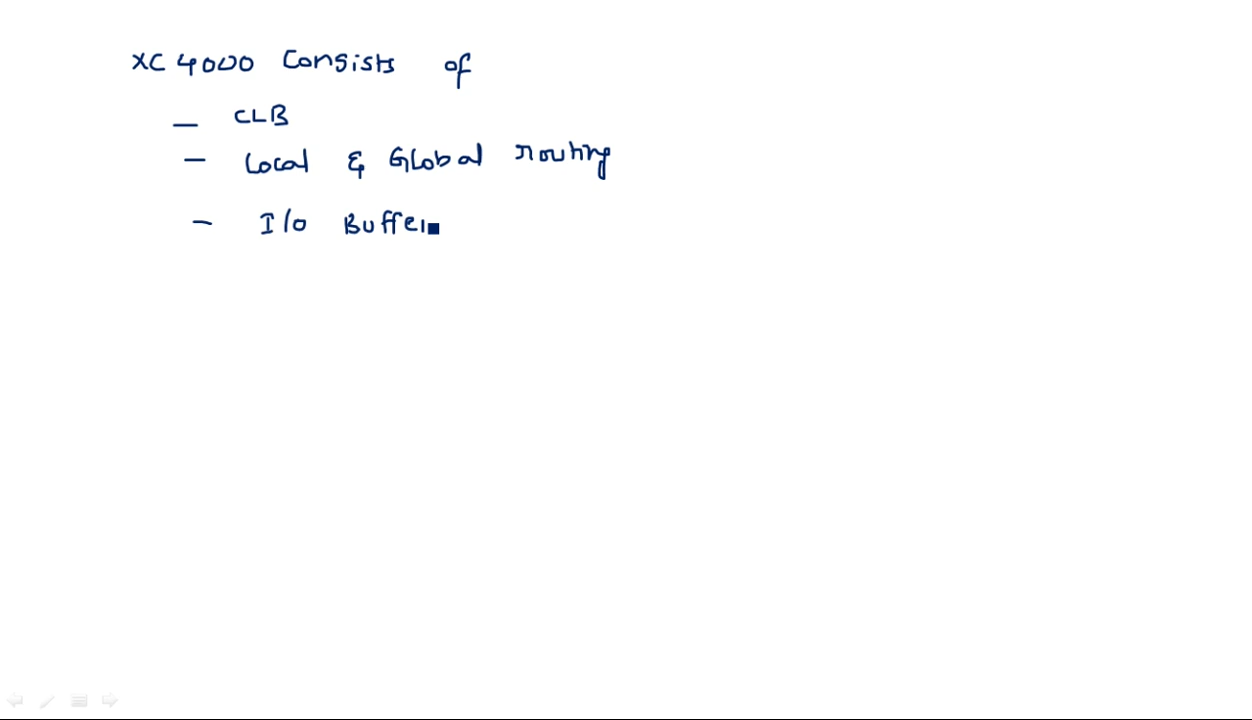 XC 4000 Consists of
- CLB
- Local & Global routing
- I/O Buffer